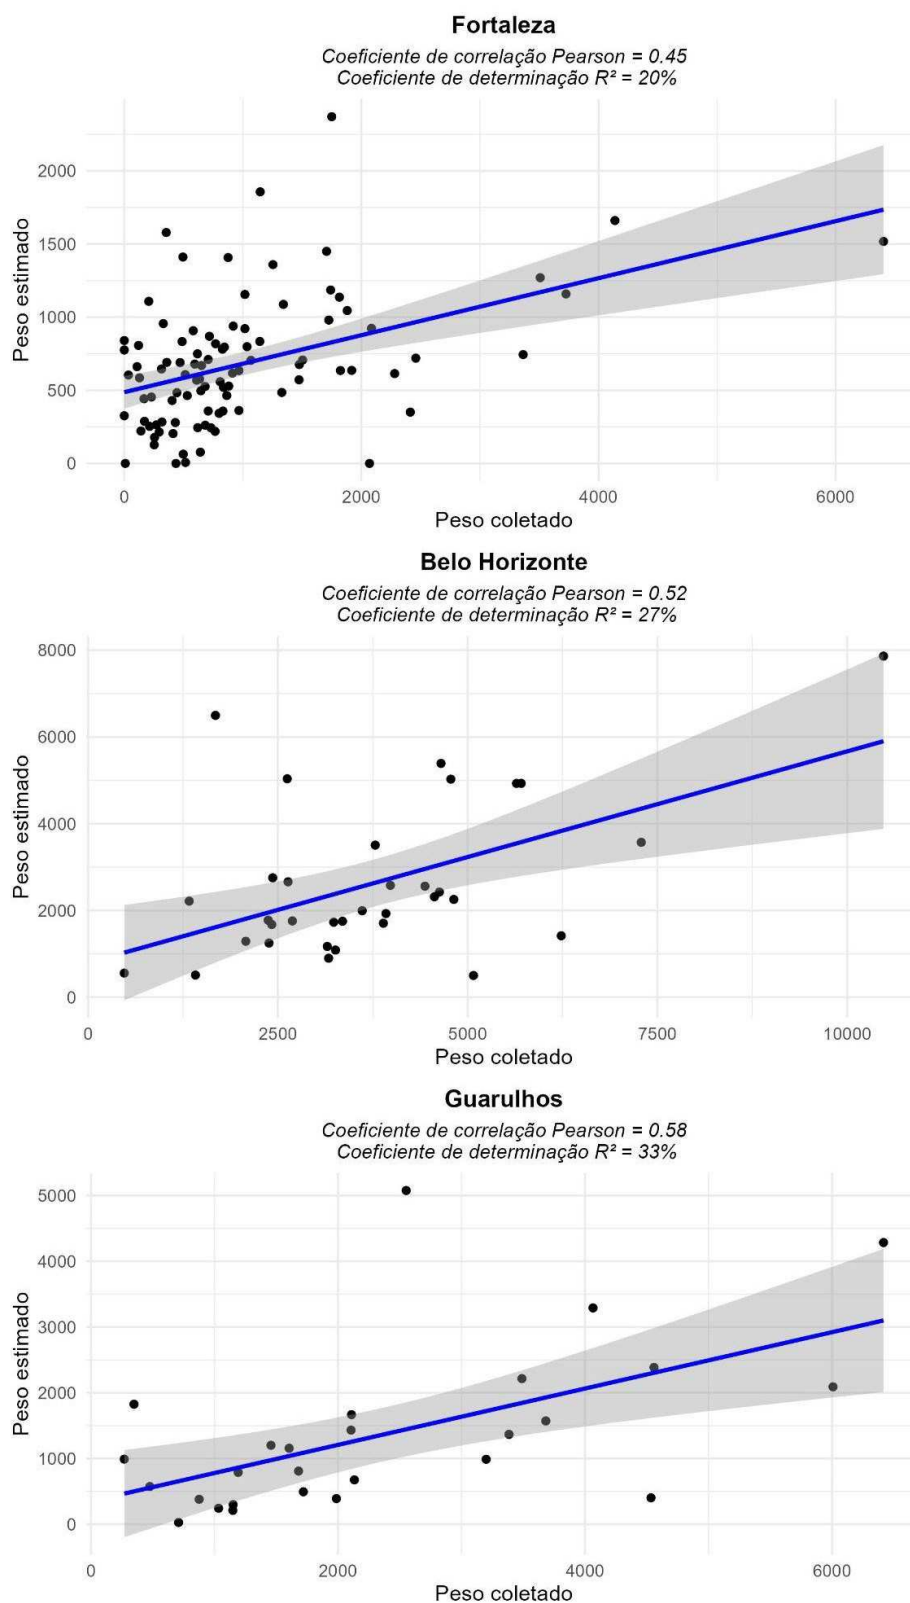 Fortaleza
Coeficiente de correlação Pearson = 0.45
Coeficiente de determinação R² = 20%
Peso estimado
2000
1500
1000
500
0
0 2000 4000 6000
Peso coletado
Belo Horizonte
Coeficiente de correlação Pearson = 0.52
Coeficiente de determinação R² = 27%
Peso estimado
8000
6000
4000
2000
0
0 2500 5000 7500 10000
Peso coletado
Guarulhos
Coeficiente de correlação Pearson = 0.58
Coeficiente de determinação R² = 33%
Peso estimado
5000
4000
3000
2000
1000
0
0 2000 4000 6000
Peso coletado